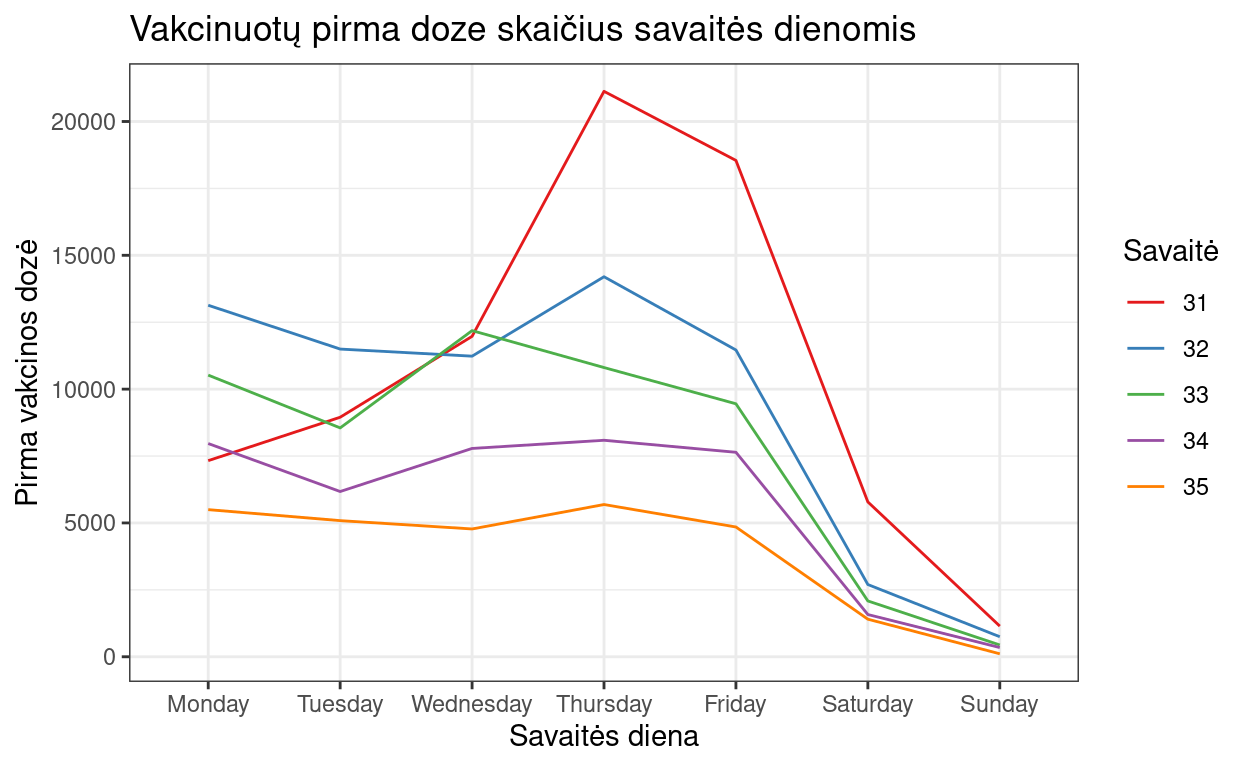 Vakcinuotų pirma doze skaičius savaitės dienomis
Pirma vakcinos dozė
20000
15000
10000
5000
0
Monday Tuesday Wednesday Thursday Friday Saturday Sunday
Savaitės diena
Savaitė
31
32
33
34
35